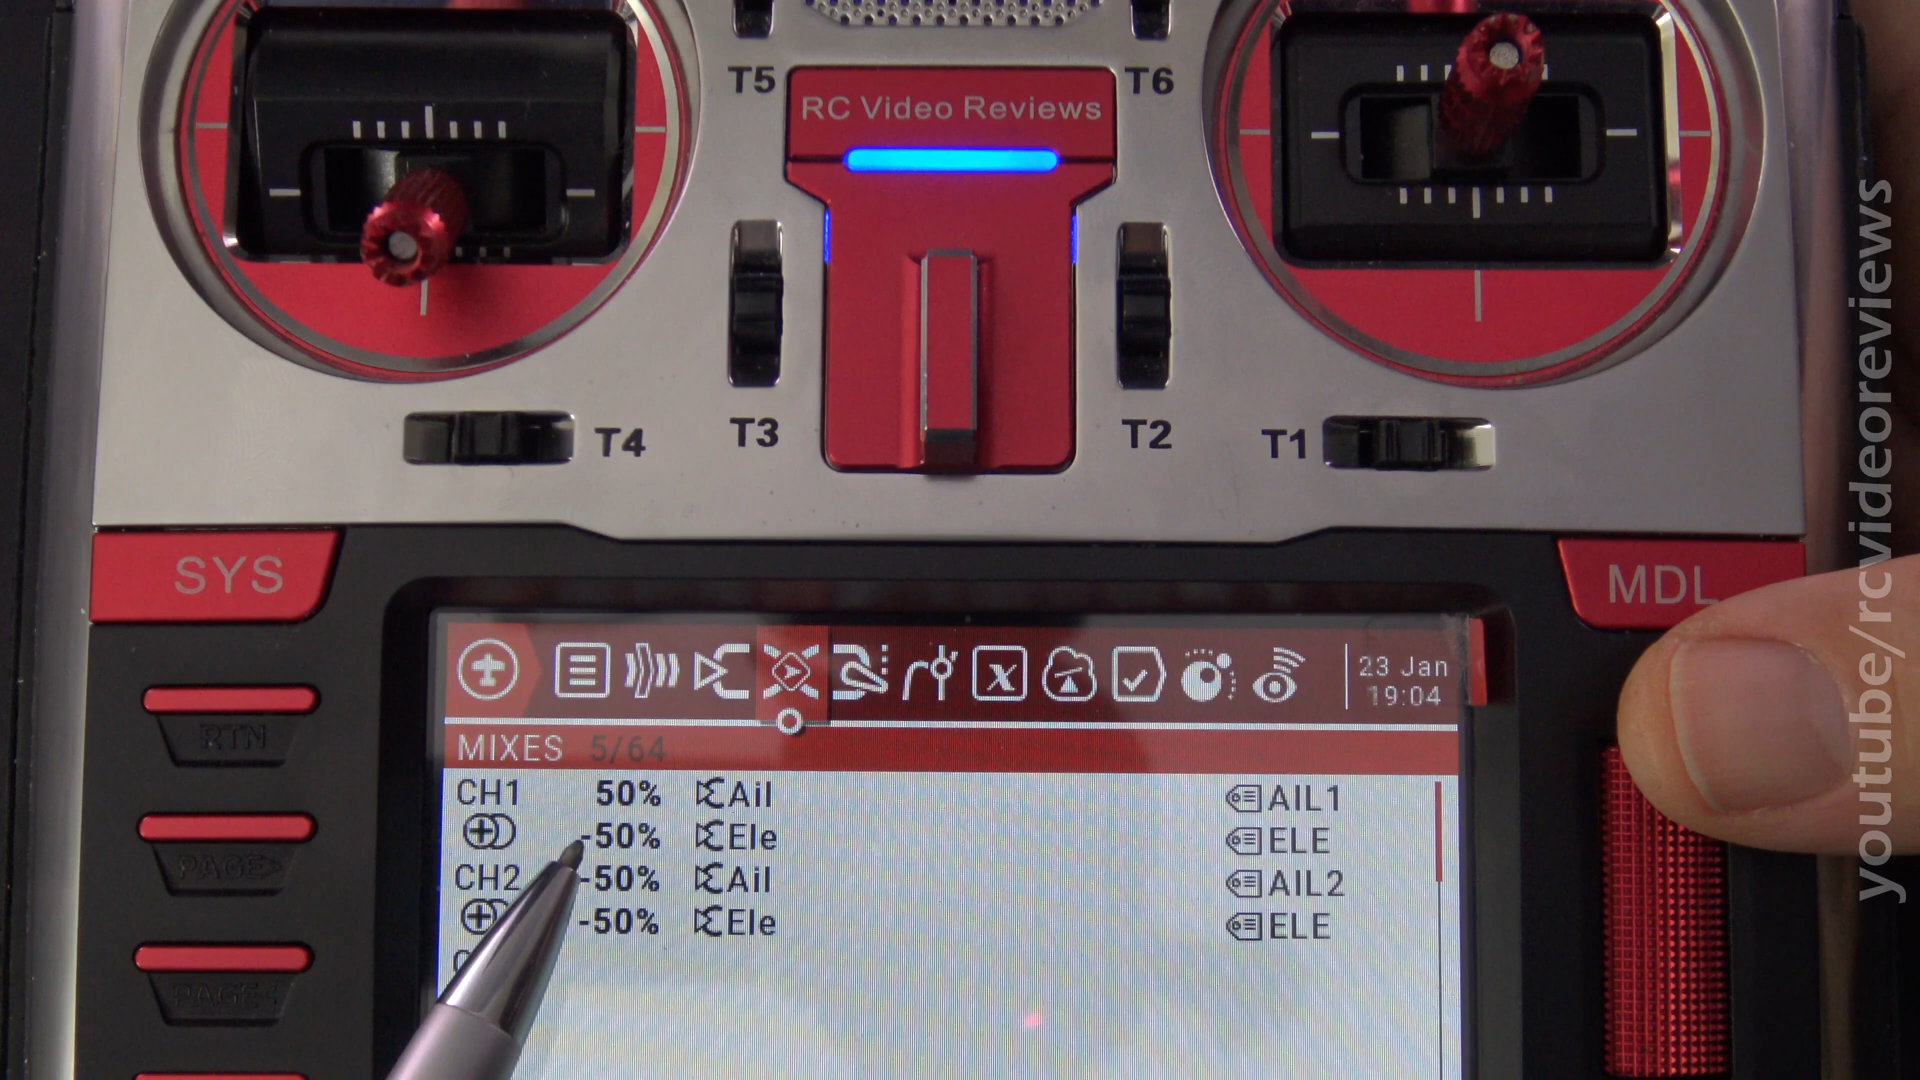 T5
T6
RC Video Reviews
T4
T3
T2
T1
SYS
MDL
RTN
PAGE>
23 Jan
19:04
MIXES 5/64
CH1 50% Ail AIL1
-50% Ele ELE
CH2 -50% Ail AIL2
-50% Ele ELE
youtube/rcvideoreviews